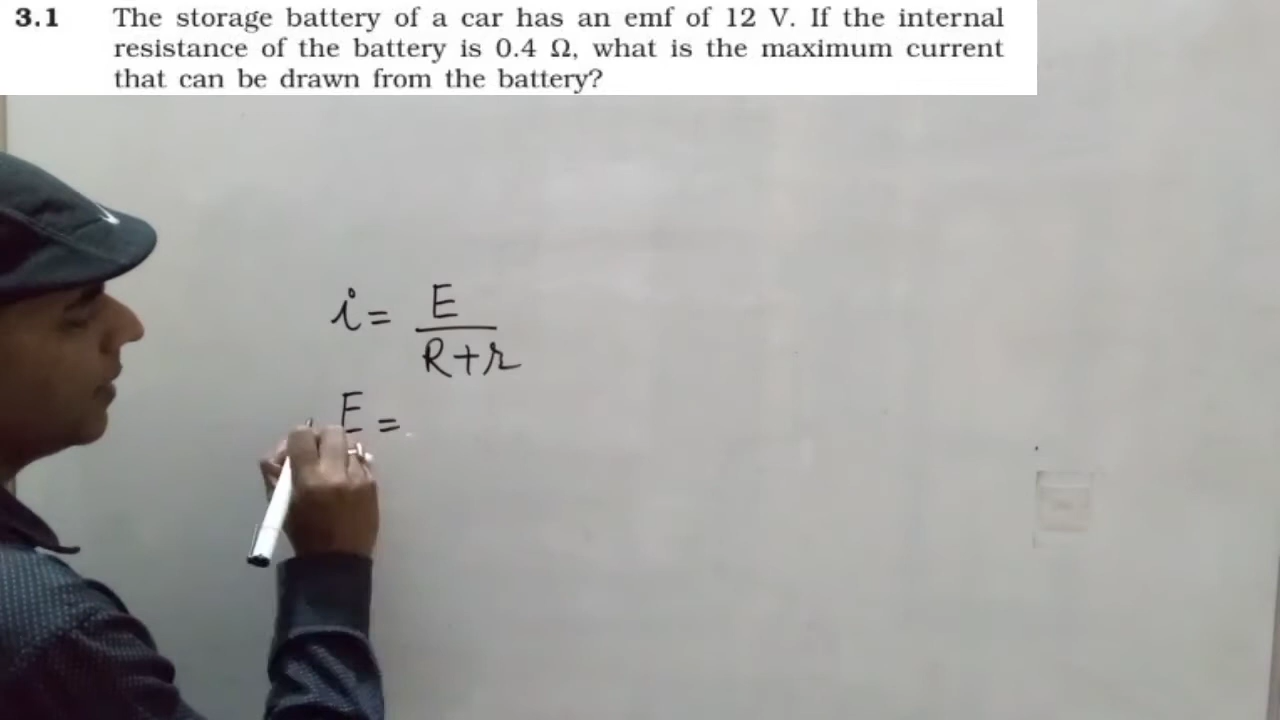 3.1 The storage battery of a car has an emf of 12 V. If the internal
resistance of the battery is 0.4 Ω, what is the maximum current
that can be drawn from the battery?
i = E
R+r
E =